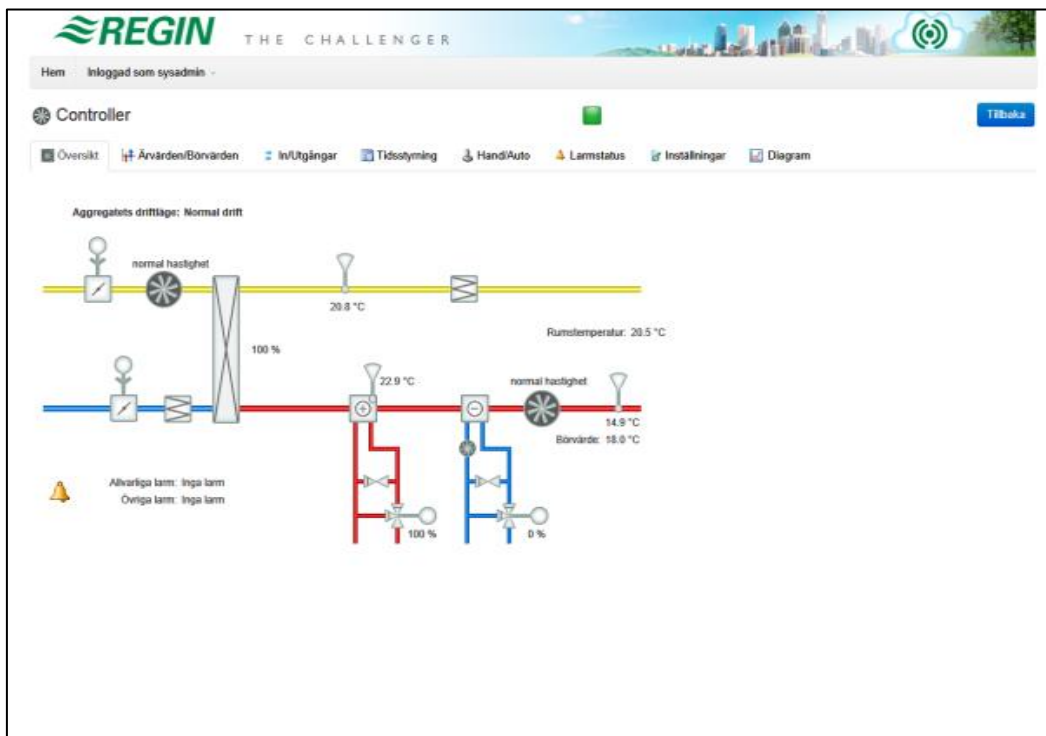 REGIN THE CHALLENGER
Hem Inloggad som sysadmin
Controller
Tillbaka
Översikt Ärvärden/Börvärden In/Utgångar Tidsstyrning Hand/Auto Larmstatus Inställningar Diagram
Aggregatets driftläge: Normal drift
normal hastighet
20.8 °C
Rumstemperatur: 20.5 °C
100 %
22.9 °C
normal hastighet
14.9 °C
Börvärde: 18.0 °C
Allvarliga larm: Inga larm
Övriga larm: Inga larm
100 %
0 %